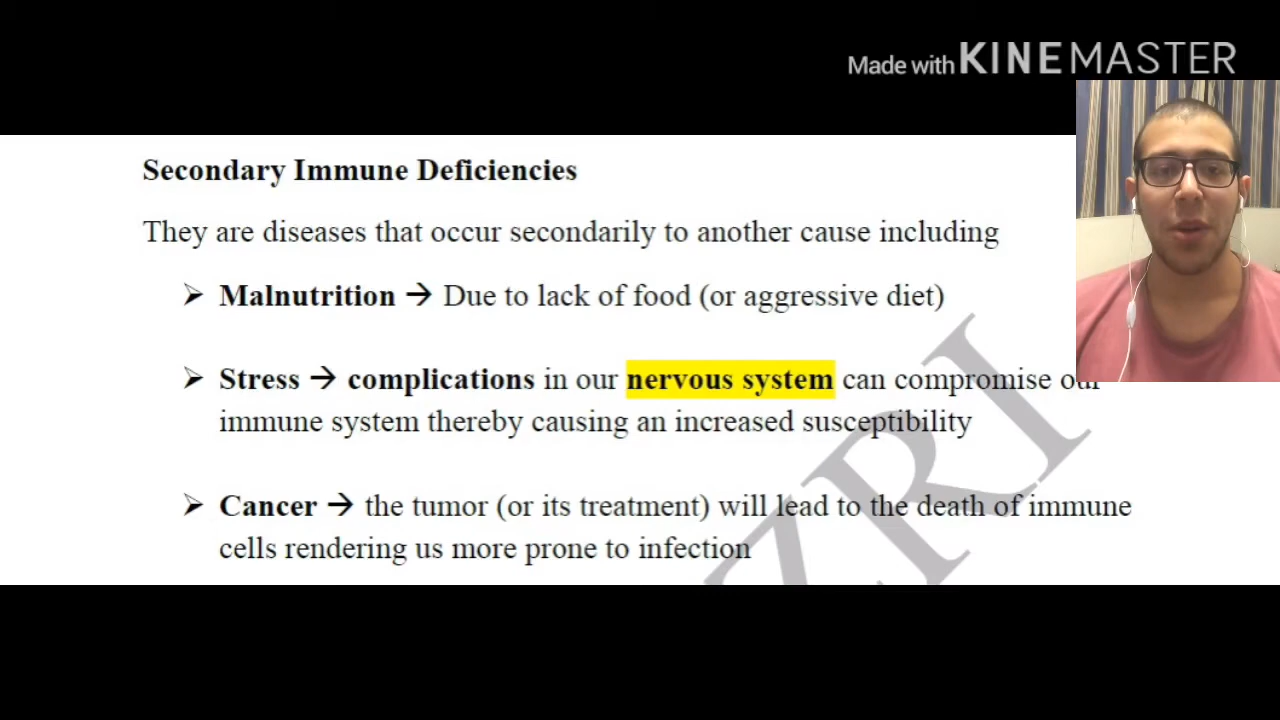 Made with KINEMASTER
Secondary Immune Deficiencies
They are diseases that occur secondarily to another cause including
➢ Malnutrition → Due to lack of food (or aggressive diet)
➢ Stress → complications in our nervous system can compromise our
immune system thereby causing an increased susceptibility
➢ Cancer → the tumor (or its treatment) will lead to the death of immune
cells rendering us more prone to infection
ZRI